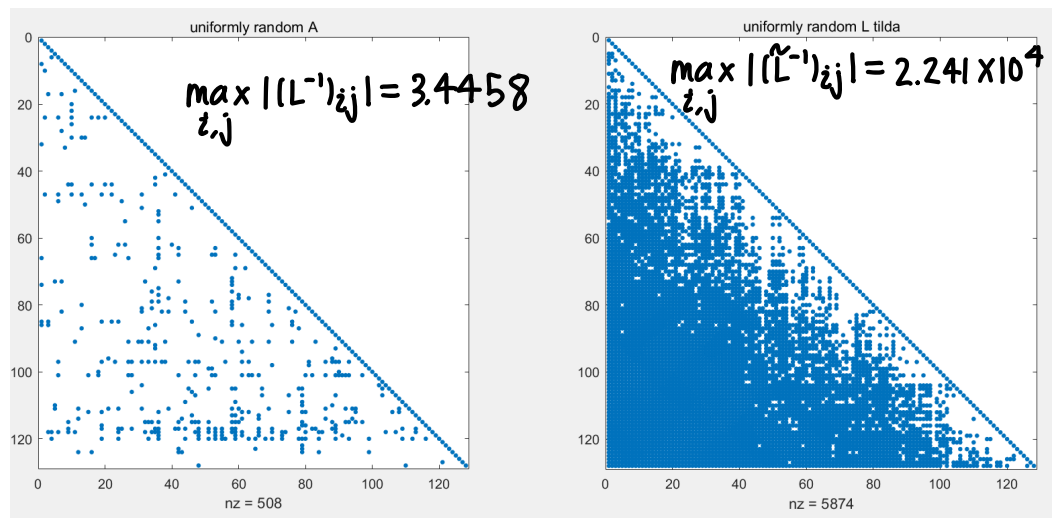 uniformly random A
max |(L⁻¹)ᵢⱼ| = 3.4458
i,j
0
20
40
60
80
100
120
0 20 40 60 80 100 120
nz = 508
uniformly random L tilda
max |(L̃⁻¹)ᵢⱼ| = 2.241 X10⁴
i,j
0
20
40
60
80
100
120
0 20 40 60 80 100 120
nz = 5874